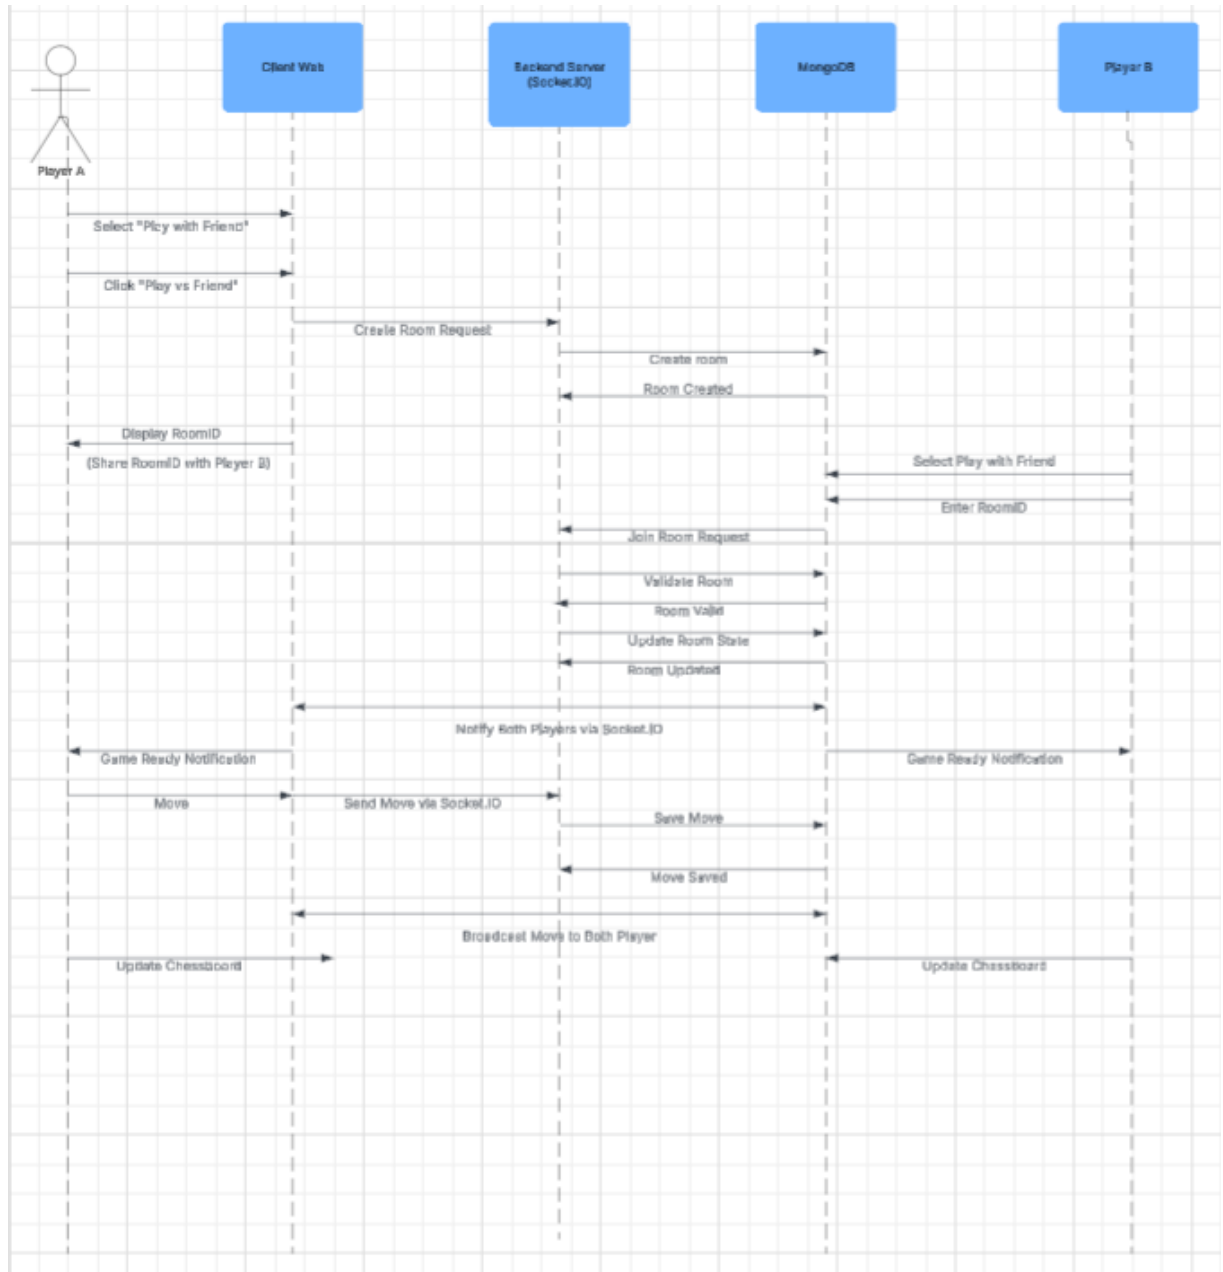 Client Web
Backend Server
(Socket.IO)
MongoDB
Player B
Player A
Select "Play with Friend"
Click "Play vs Friend"
Create Room Request
Create room
Room Created
Display RoomID
(Share RoomID with Player B)
Select Play with Friend
Enter RoomID
Join Room Request
Validate Room
Room Valid
Update Room State
Room Updated
Notify Both Players via Socket.IO
Game Ready Notification
Game Ready Notification
Move
Send Move via Socket.IO
Save Move
Move Saved
Broadcast Move to Both Player
Update Chessboard
Update Chessboard